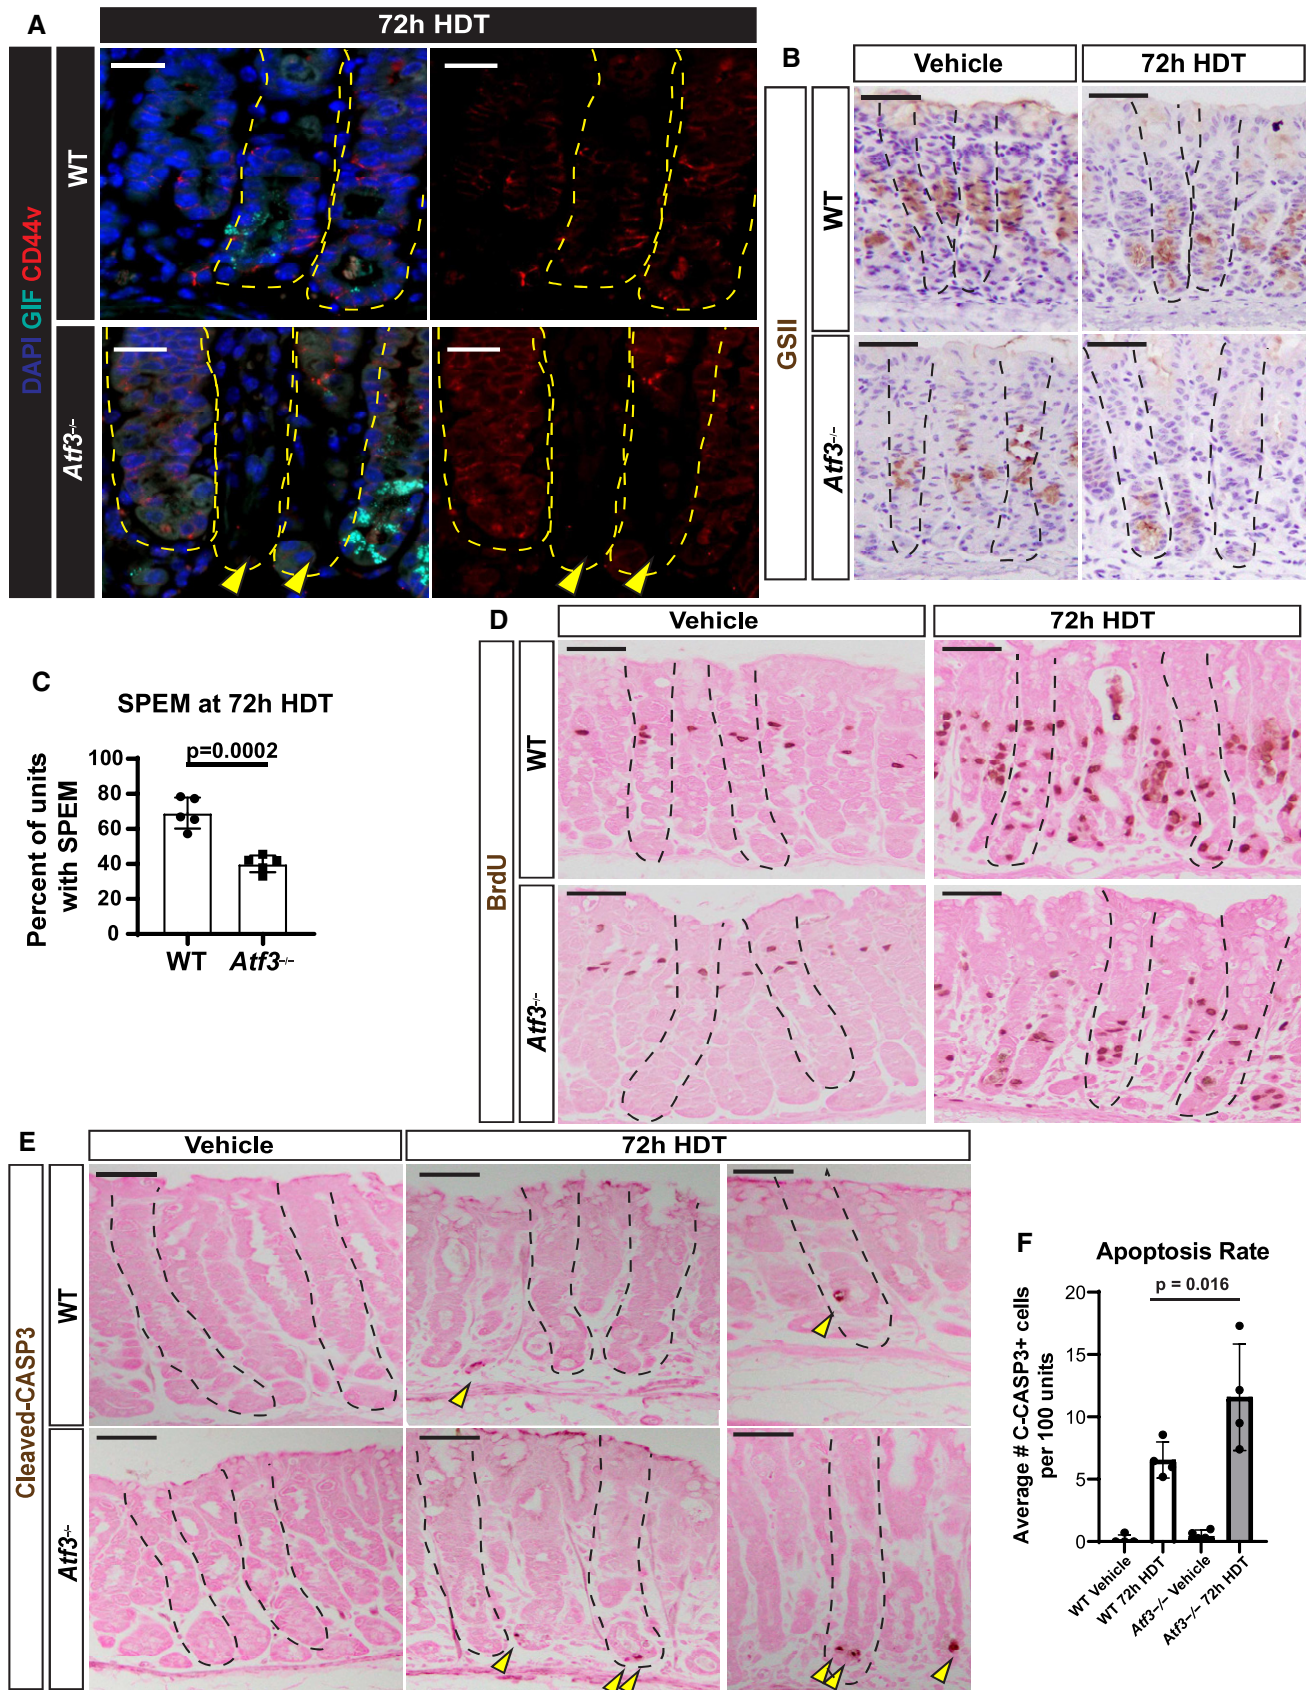 A
72h HDT
DAPI GIF CD44v
WT
Atf3-/-
B
Vehicle
72h HDT
GSII
WT
Atf3-/-
C
SPEM at 72h HDT
p=0.0002
Percent of units
with SPEM
100
80
60
40
20
0
WT
Atf3-/-
D
Vehicle
72h HDT
BrdU
WT
Atf3-/-
E
Vehicle
72h HDT
Cleaved-CASP3
WT
Atf3-/-
F
Apoptosis Rate
p = 0.016
Average # C-CASP3+ cells
per 100 units
20
15
10
5
0
WT Vehicle
WT 72h HDT
Atf3-/- Vehicle
Atf3-/- 72h HDT